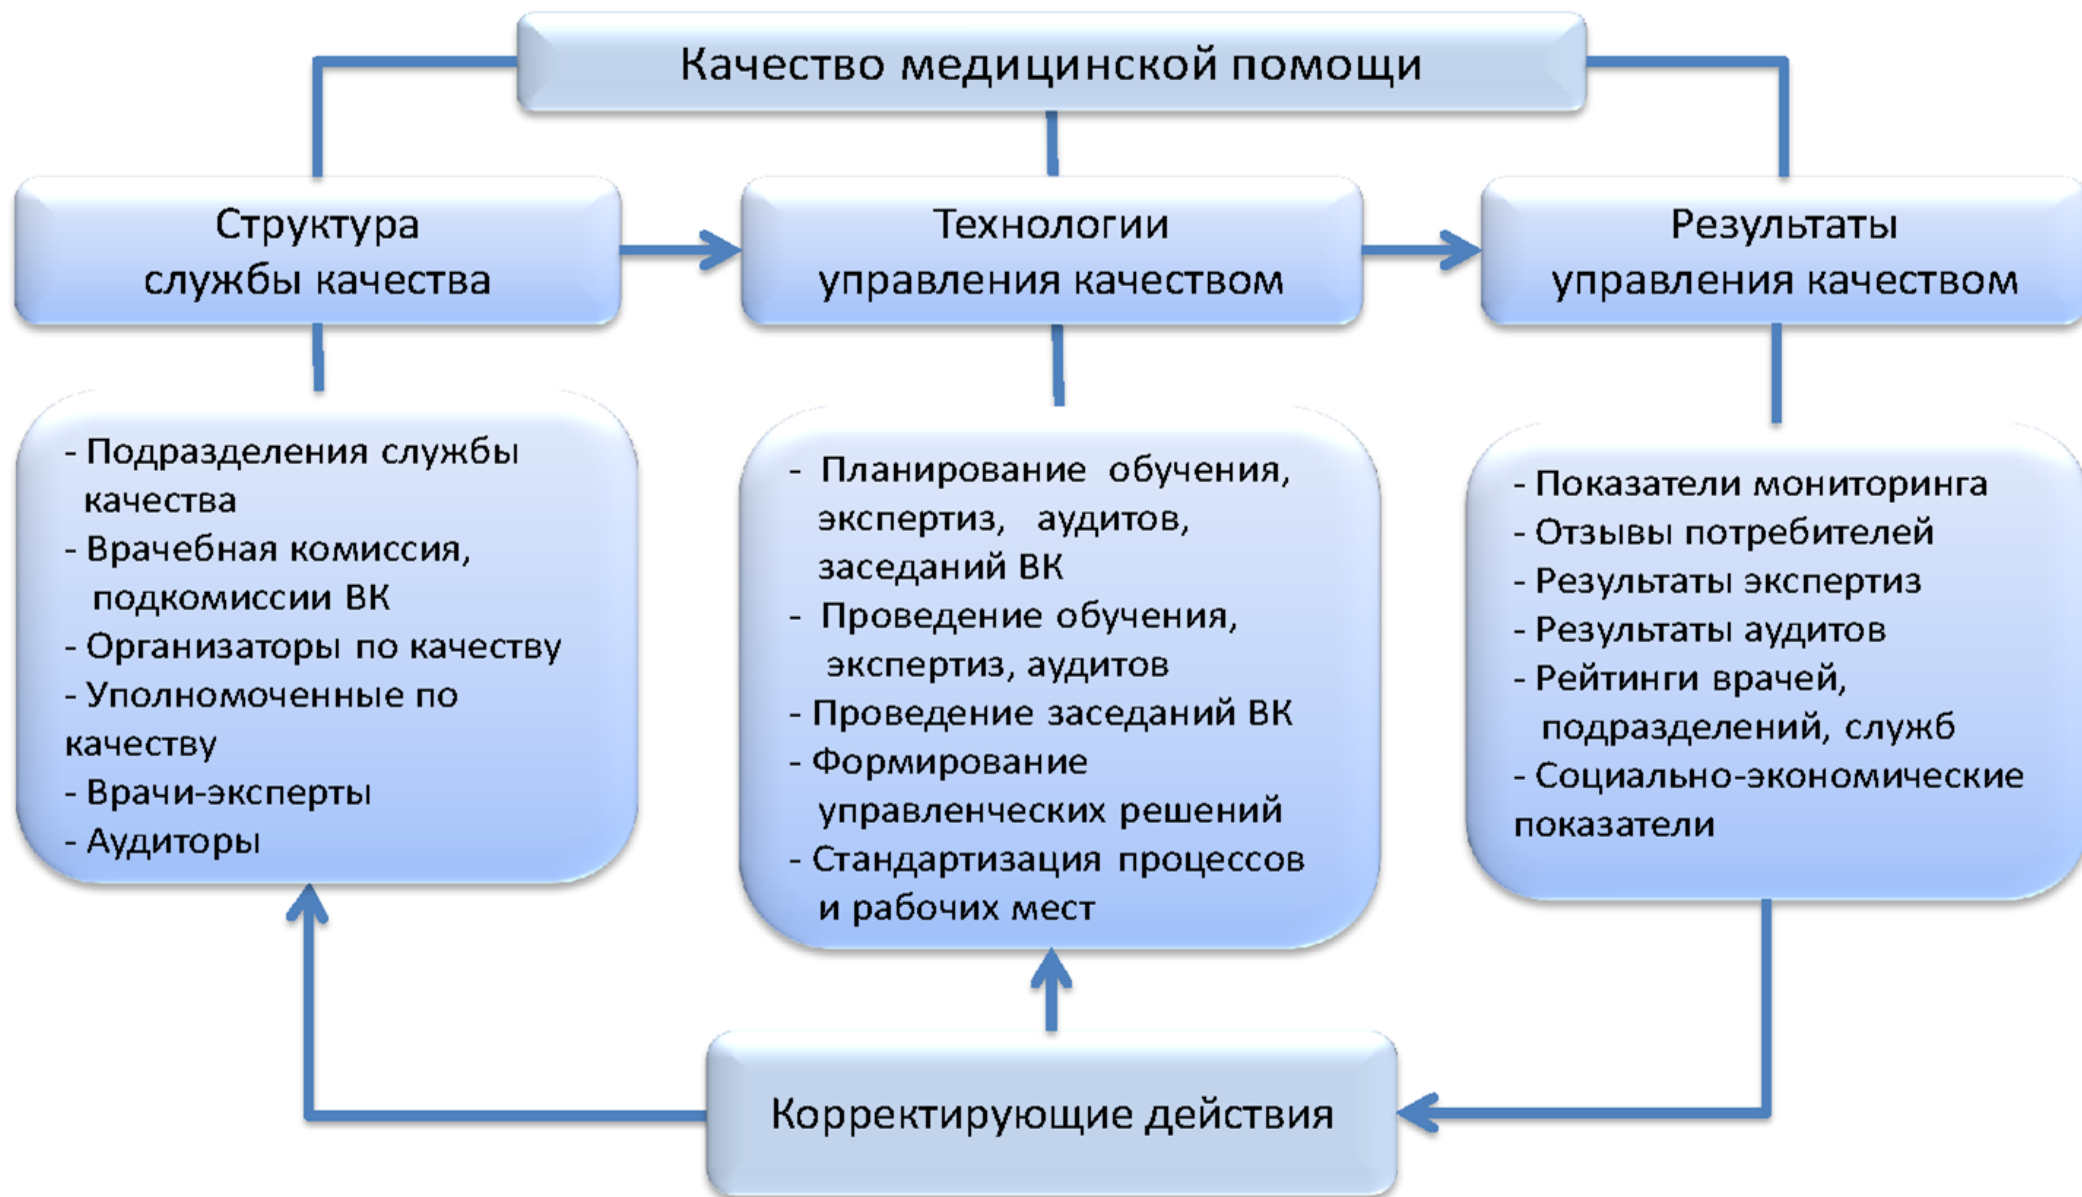 Качество медицинской помощи
Структура
службы качества
Технологии
управления качеством
Результаты
управления качеством
- Подразделения службы
качества
- Врачебная комиссия,
подкомиссии ВК
- Организаторы по качеству
- Уполномоченные по
качеству
- Врачи-эксперты
- Аудиторы
- Планирование обучения,
экспертиз, аудитов,
заседаний ВК
- Проведение обучения,
экспертиз, аудитов
- Проведение заседаний ВК
- Формирование
управленческих решений
- Стандартизация процессов
и рабочих мест
- Показатели мониторинга
- Отзывы потребителей
- Результаты экспертиз
- Результаты аудитов
- Рейтинги врачей,
подразделений, служб
- Социально-экономические
показатели
Корректирующие действия